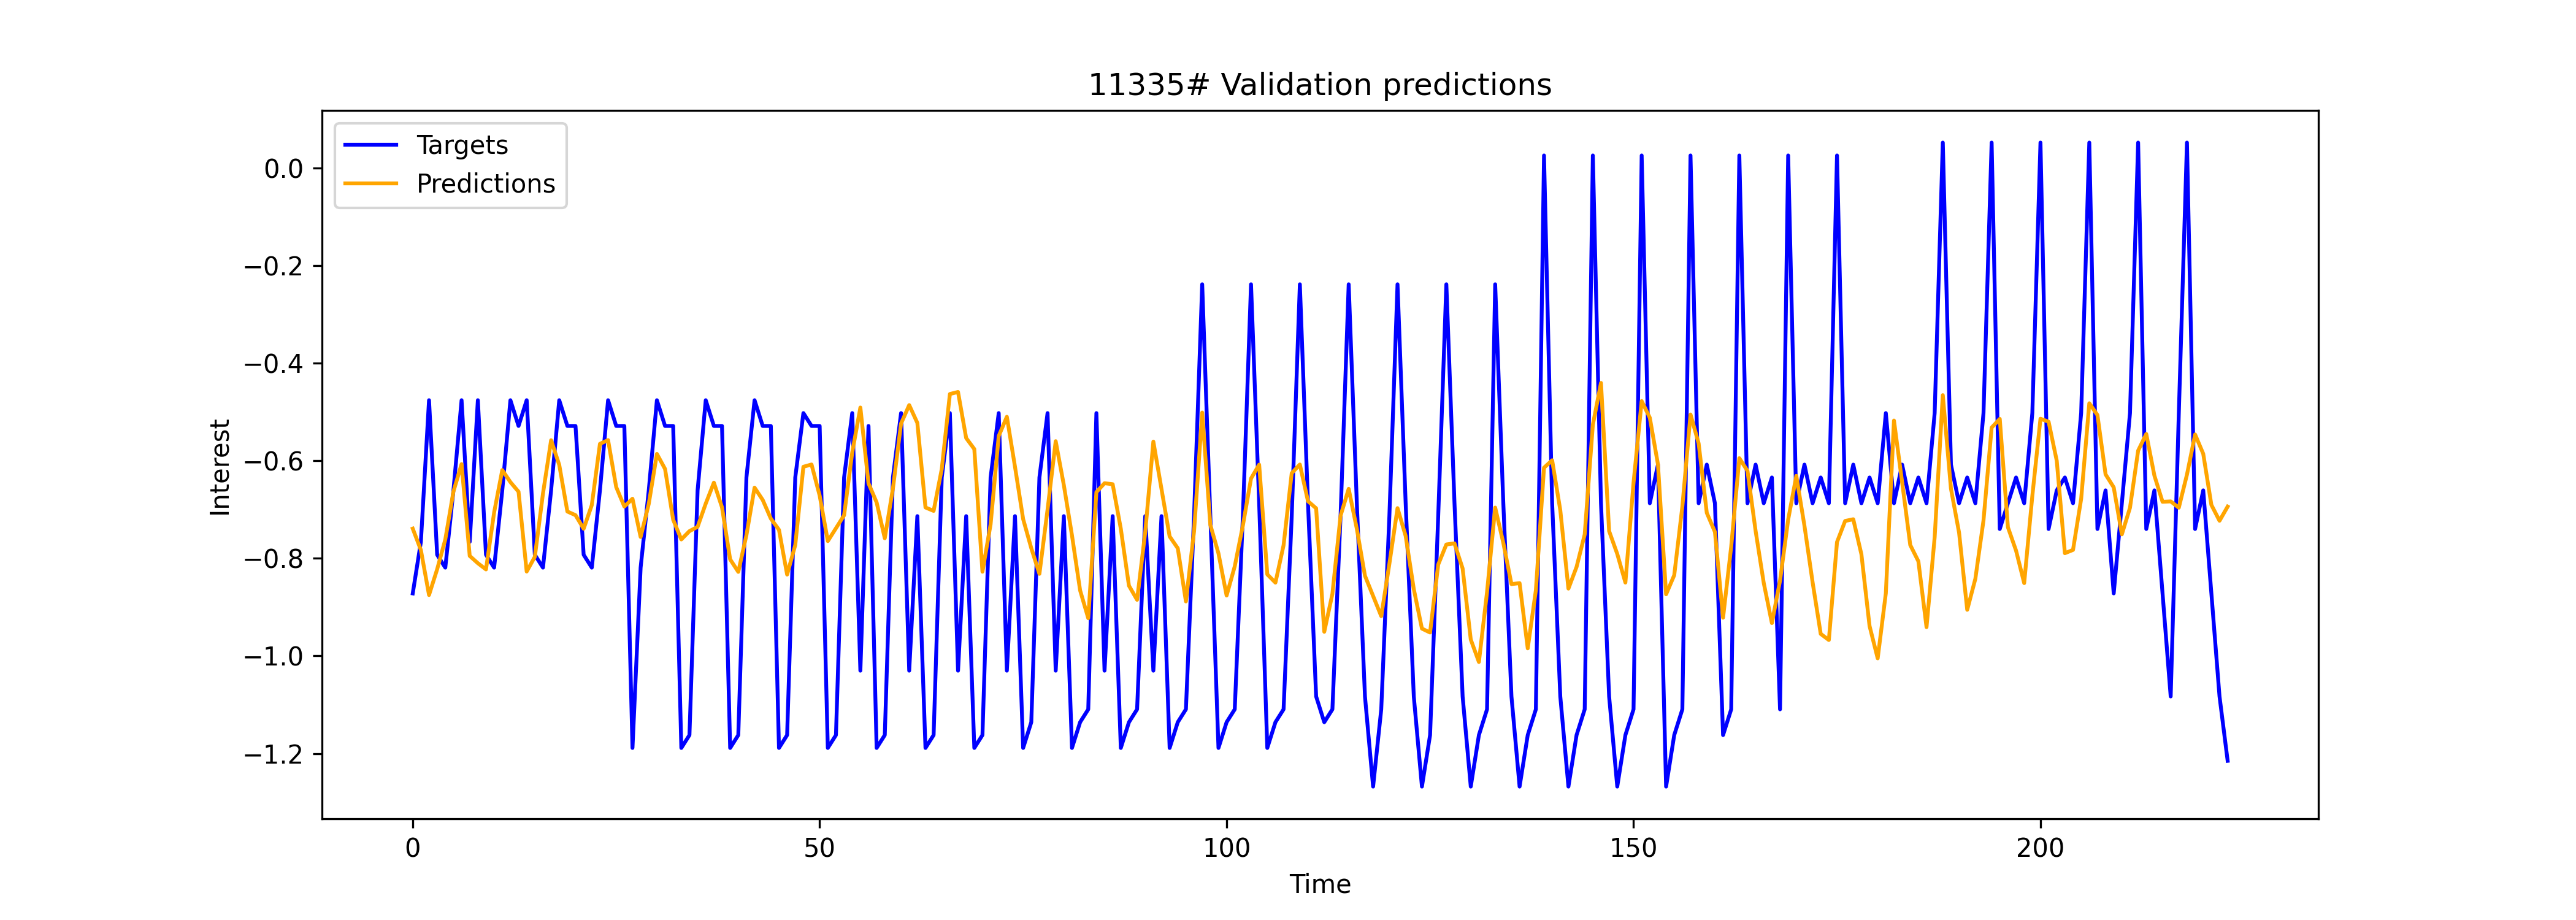 11335# Validation predictions
Targets
Predictions
0.0
−0.2
−0.4
−0.6
−0.8
−1.0
−1.2
Interest
0 50 100 150 200
Time